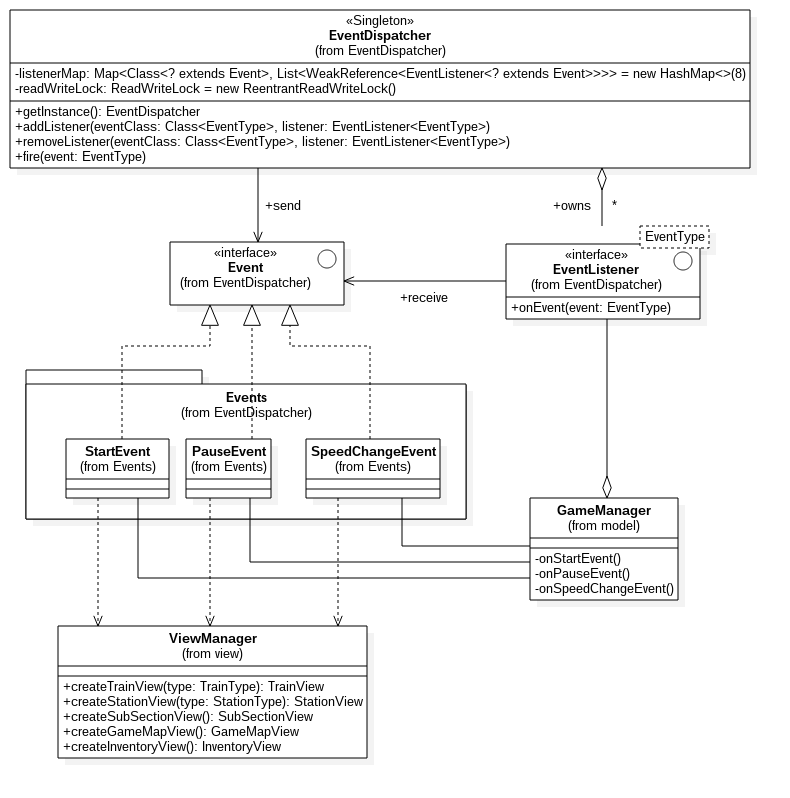 «Singleton»
EventDispatcher
(from EventDispatcher)
-listenerMap: Map<Class<? extends Event>, List<WeakReference<EventListener<? extends Event>>>> = new HashMap<>(8)
-readWriteLock: ReadWriteLock = new ReentrantReadWriteLock()
+getInstance(): EventDispatcher
+addListener(eventClass: Class<EventType>, listener: EventListener<EventType>)
+removeListener(eventClass: Class<EventType>, listener: EventListener<EventType>)
+fire(event: EventType)
+send
+owns
*
EventType
«interface»
Event
(from EventDispatcher)
«interface»
EventListener
(from EventDispatcher)
+onEvent(event: EventType)
+receive
Events
(from EventDispatcher)
StartEvent
(from Events)
PauseEvent
(from Events)
SpeedChangeEvent
(from Events)
GameManager
(from model)
-onStartEvent()
-onPauseEvent()
-onSpeedChangeEvent()
ViewManager
(from view)
+createTrainView(type: TrainType): TrainView
+createStationView(type: StationType): StationView
+createSubSectionView(): SubSectionView
+createGameMapView(): GameMapView
+createInventoryView(): InventoryView